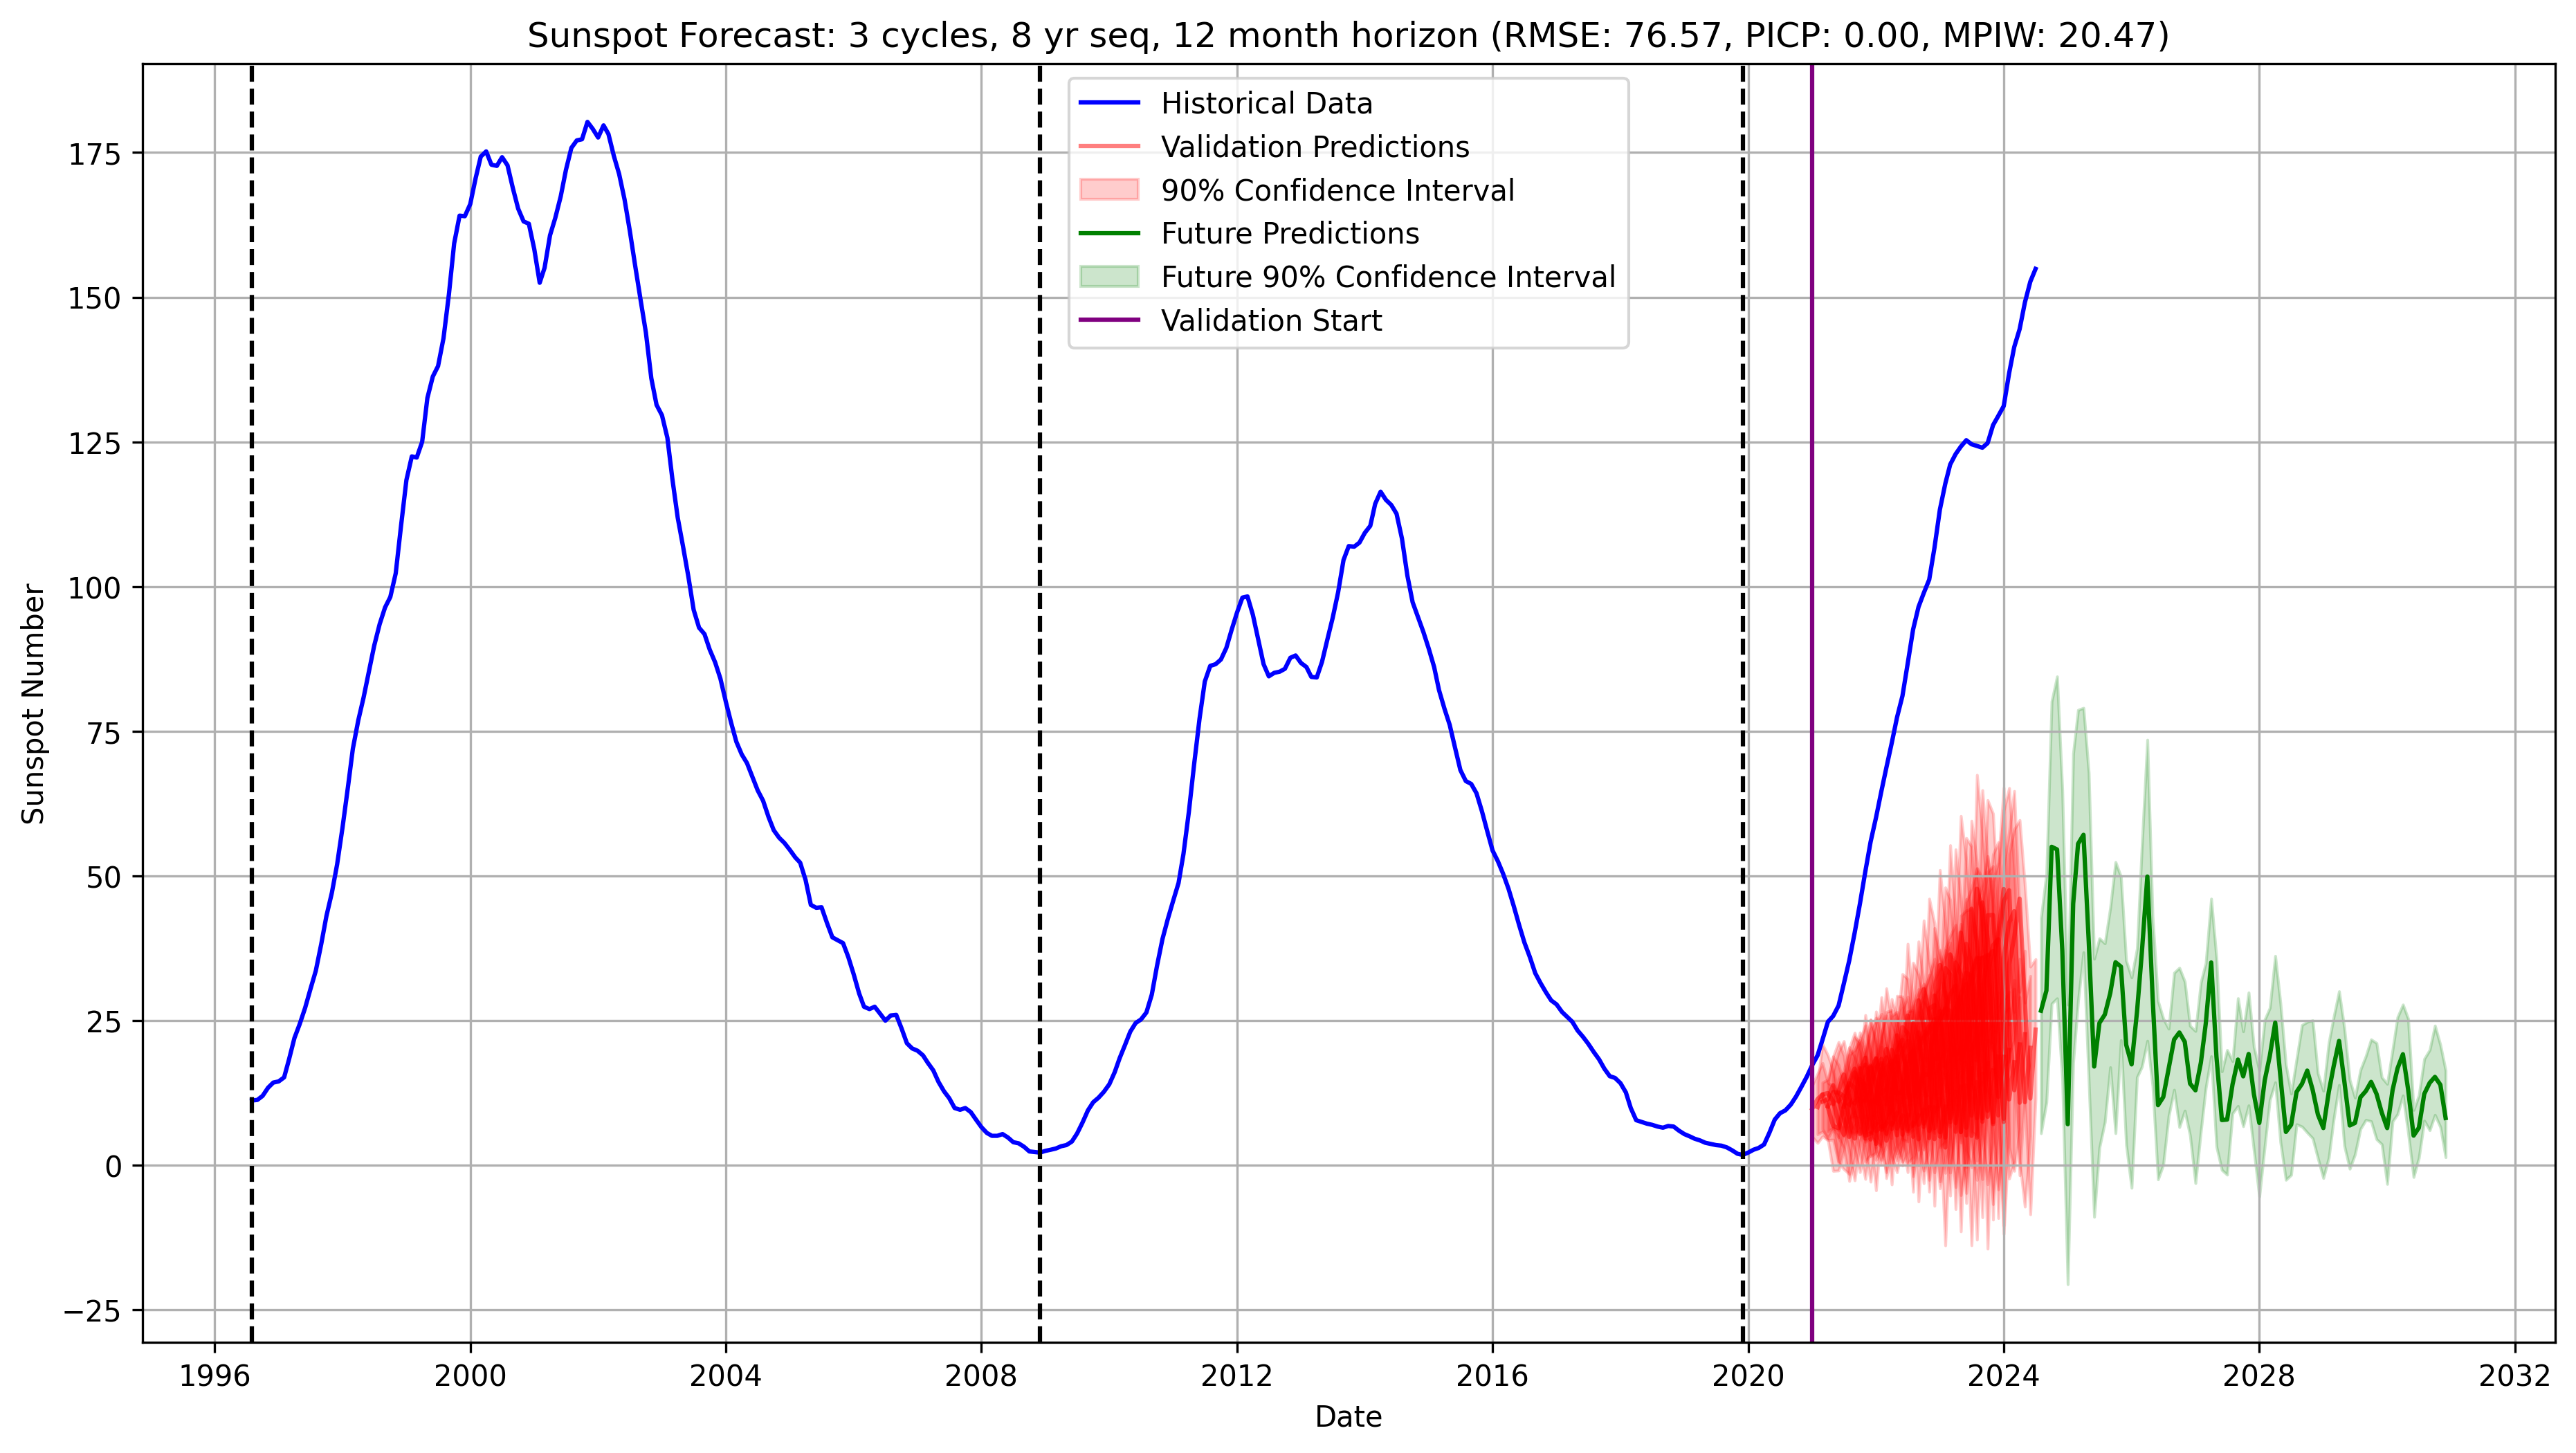 Sunspot Forecast: 3 cycles, 8 yr seq, 12 month horizon (RMSE: 76.57, PICP: 0.00, MPIW: 20.47)
Historical Data
Validation Predictions
90% Confidence Interval
Future Predictions
Future 90% Confidence Interval
Validation Start
Sunspot Number
175
150
125
100
75
50
25
0
−25
1996
2000
2004
2008
2012
2016
2020
2024
2028
2032
Date